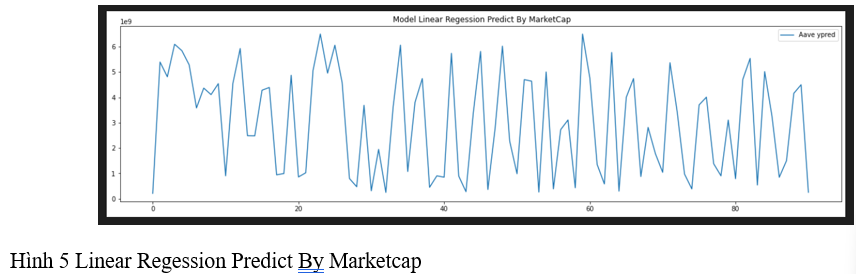 Model Linear Regession Predict By MarketCap
1e9
Aave ypred
6
5
4
3
2
1
0
0 20 40 60 80
Hình 5 Linear Regression Predict By Marketcap